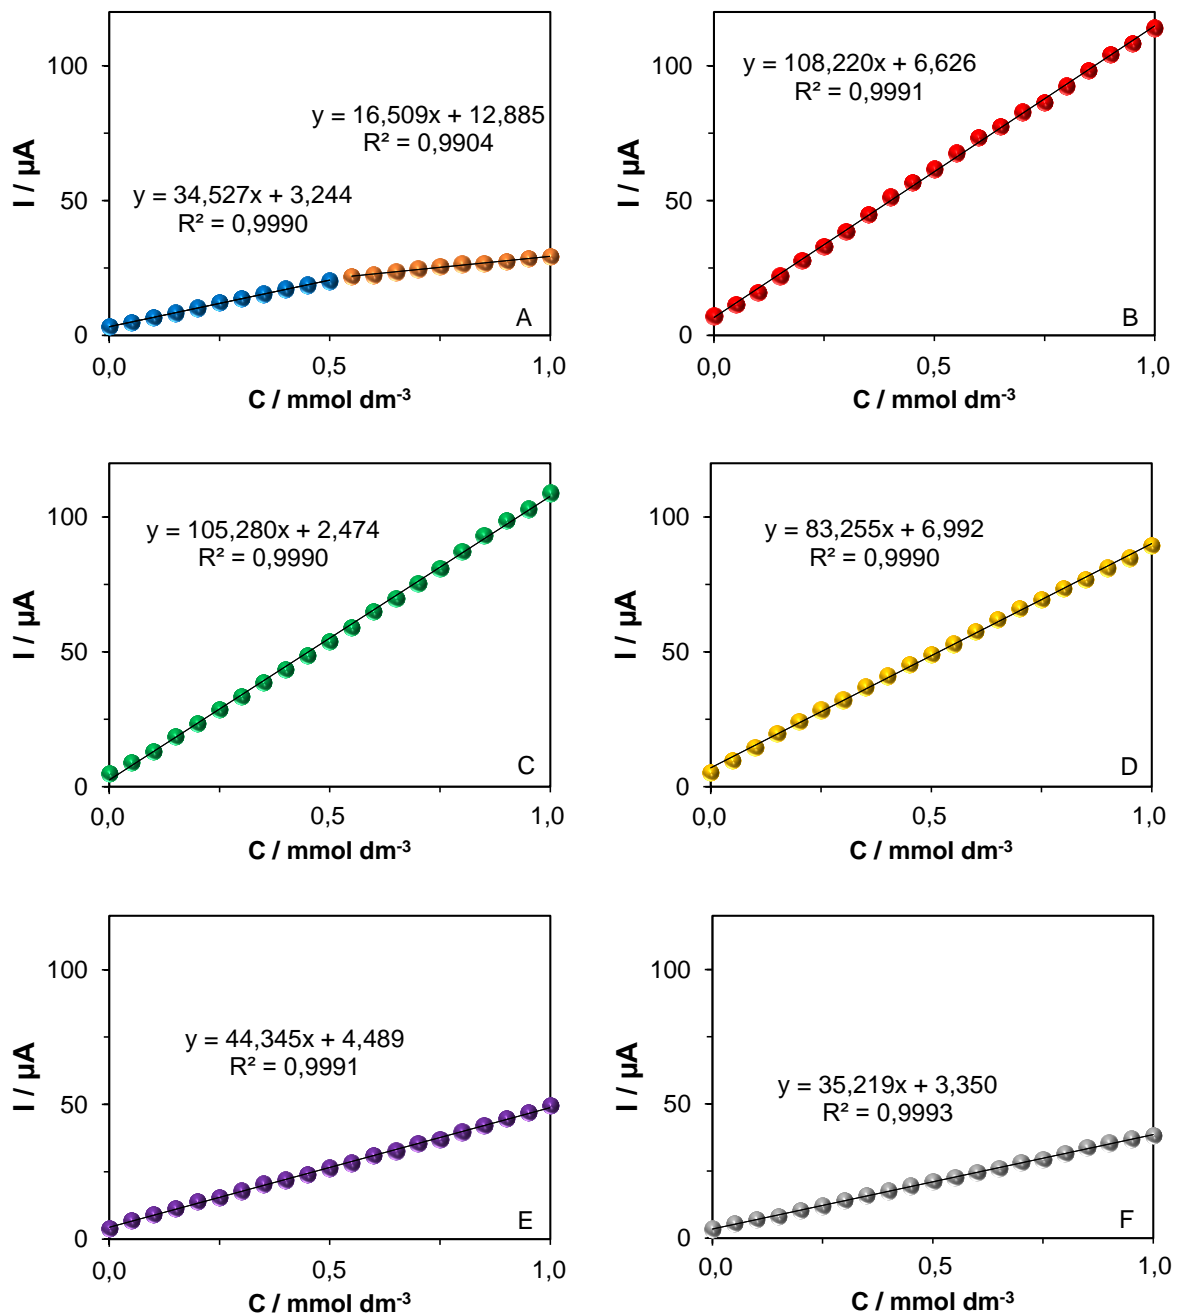 100
50
0
I / µA
y = 16,509x + 12,885
R² = 0,9904
y = 34,527x + 3,244
R² = 0,9990
A
0,0
0,5
1,0
C / mmol dm-3
100
50
0
I / µA
y = 108,220x + 6,626
R² = 0,9991
B
0,0
0,5
1,0
C / mmol dm-3
100
50
0
I / µA
y = 105,280x + 2,474
R² = 0,9990
C
0,0
0,5
1,0
C / mmol dm-3
100
50
0
I / µA
y = 83,255x + 6,992
R² = 0,9990
D
0,0
0,5
1,0
C / mmol dm-3
100
50
0
I / µA
y = 44,345x + 4,489
R² = 0,9991
E
0,0
0,5
1,0
C / mmol dm-3
100
50
0
I / µA
y = 35,219x + 3,350
R² = 0,9993
F
0,0
0,5
1,0
C / mmol dm-3